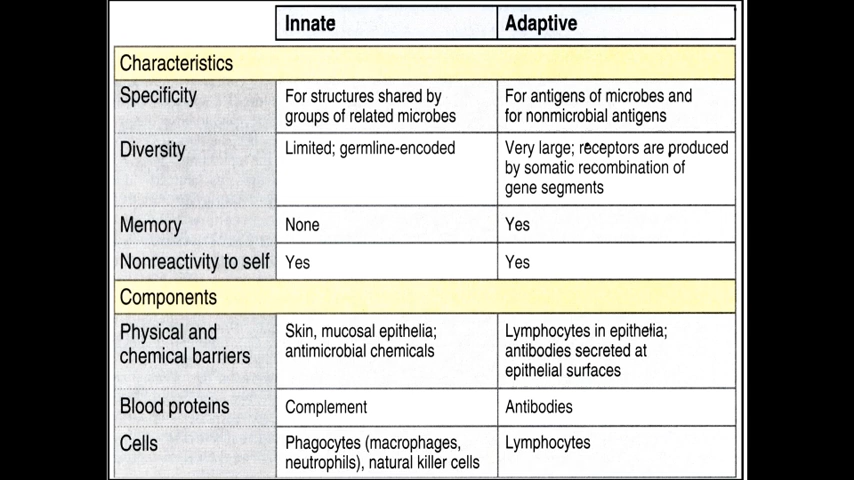 Innate Adaptive
Characteristics
Specificity For structures shared by For antigens of microbes and
groups of related microbes for nonmicrobial antigens
Diversity Limited; germline-encoded Very large; receptors are produced
by somatic recombination of
gene segments
Memory None Yes
Nonreactivity to self Yes Yes
Components
Physical and Skin, mucosal epithelia; Lymphocytes in epithelia;
chemical barriers antimicrobial chemicals antibodies secreted at
epithelial surfaces
Blood proteins Complement Antibodies
Cells Phagocytes (macrophages, Lymphocytes
neutrophils), natural killer cells